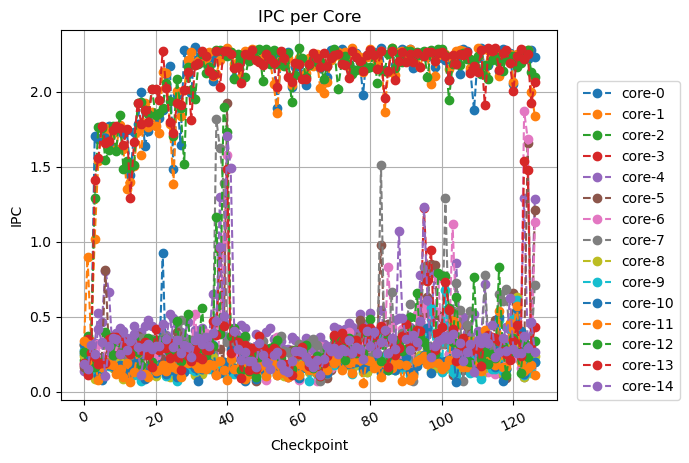 IPC per Core
IPC
2.0
1.5
1.0
0.5
0.0
0
20
40
60
80
100
120
Checkpoint
core-0
core-1
core-2
core-3
core-4
core-5
core-6
core-7
core-8
core-9
core-10
core-11
core-12
core-13
core-14